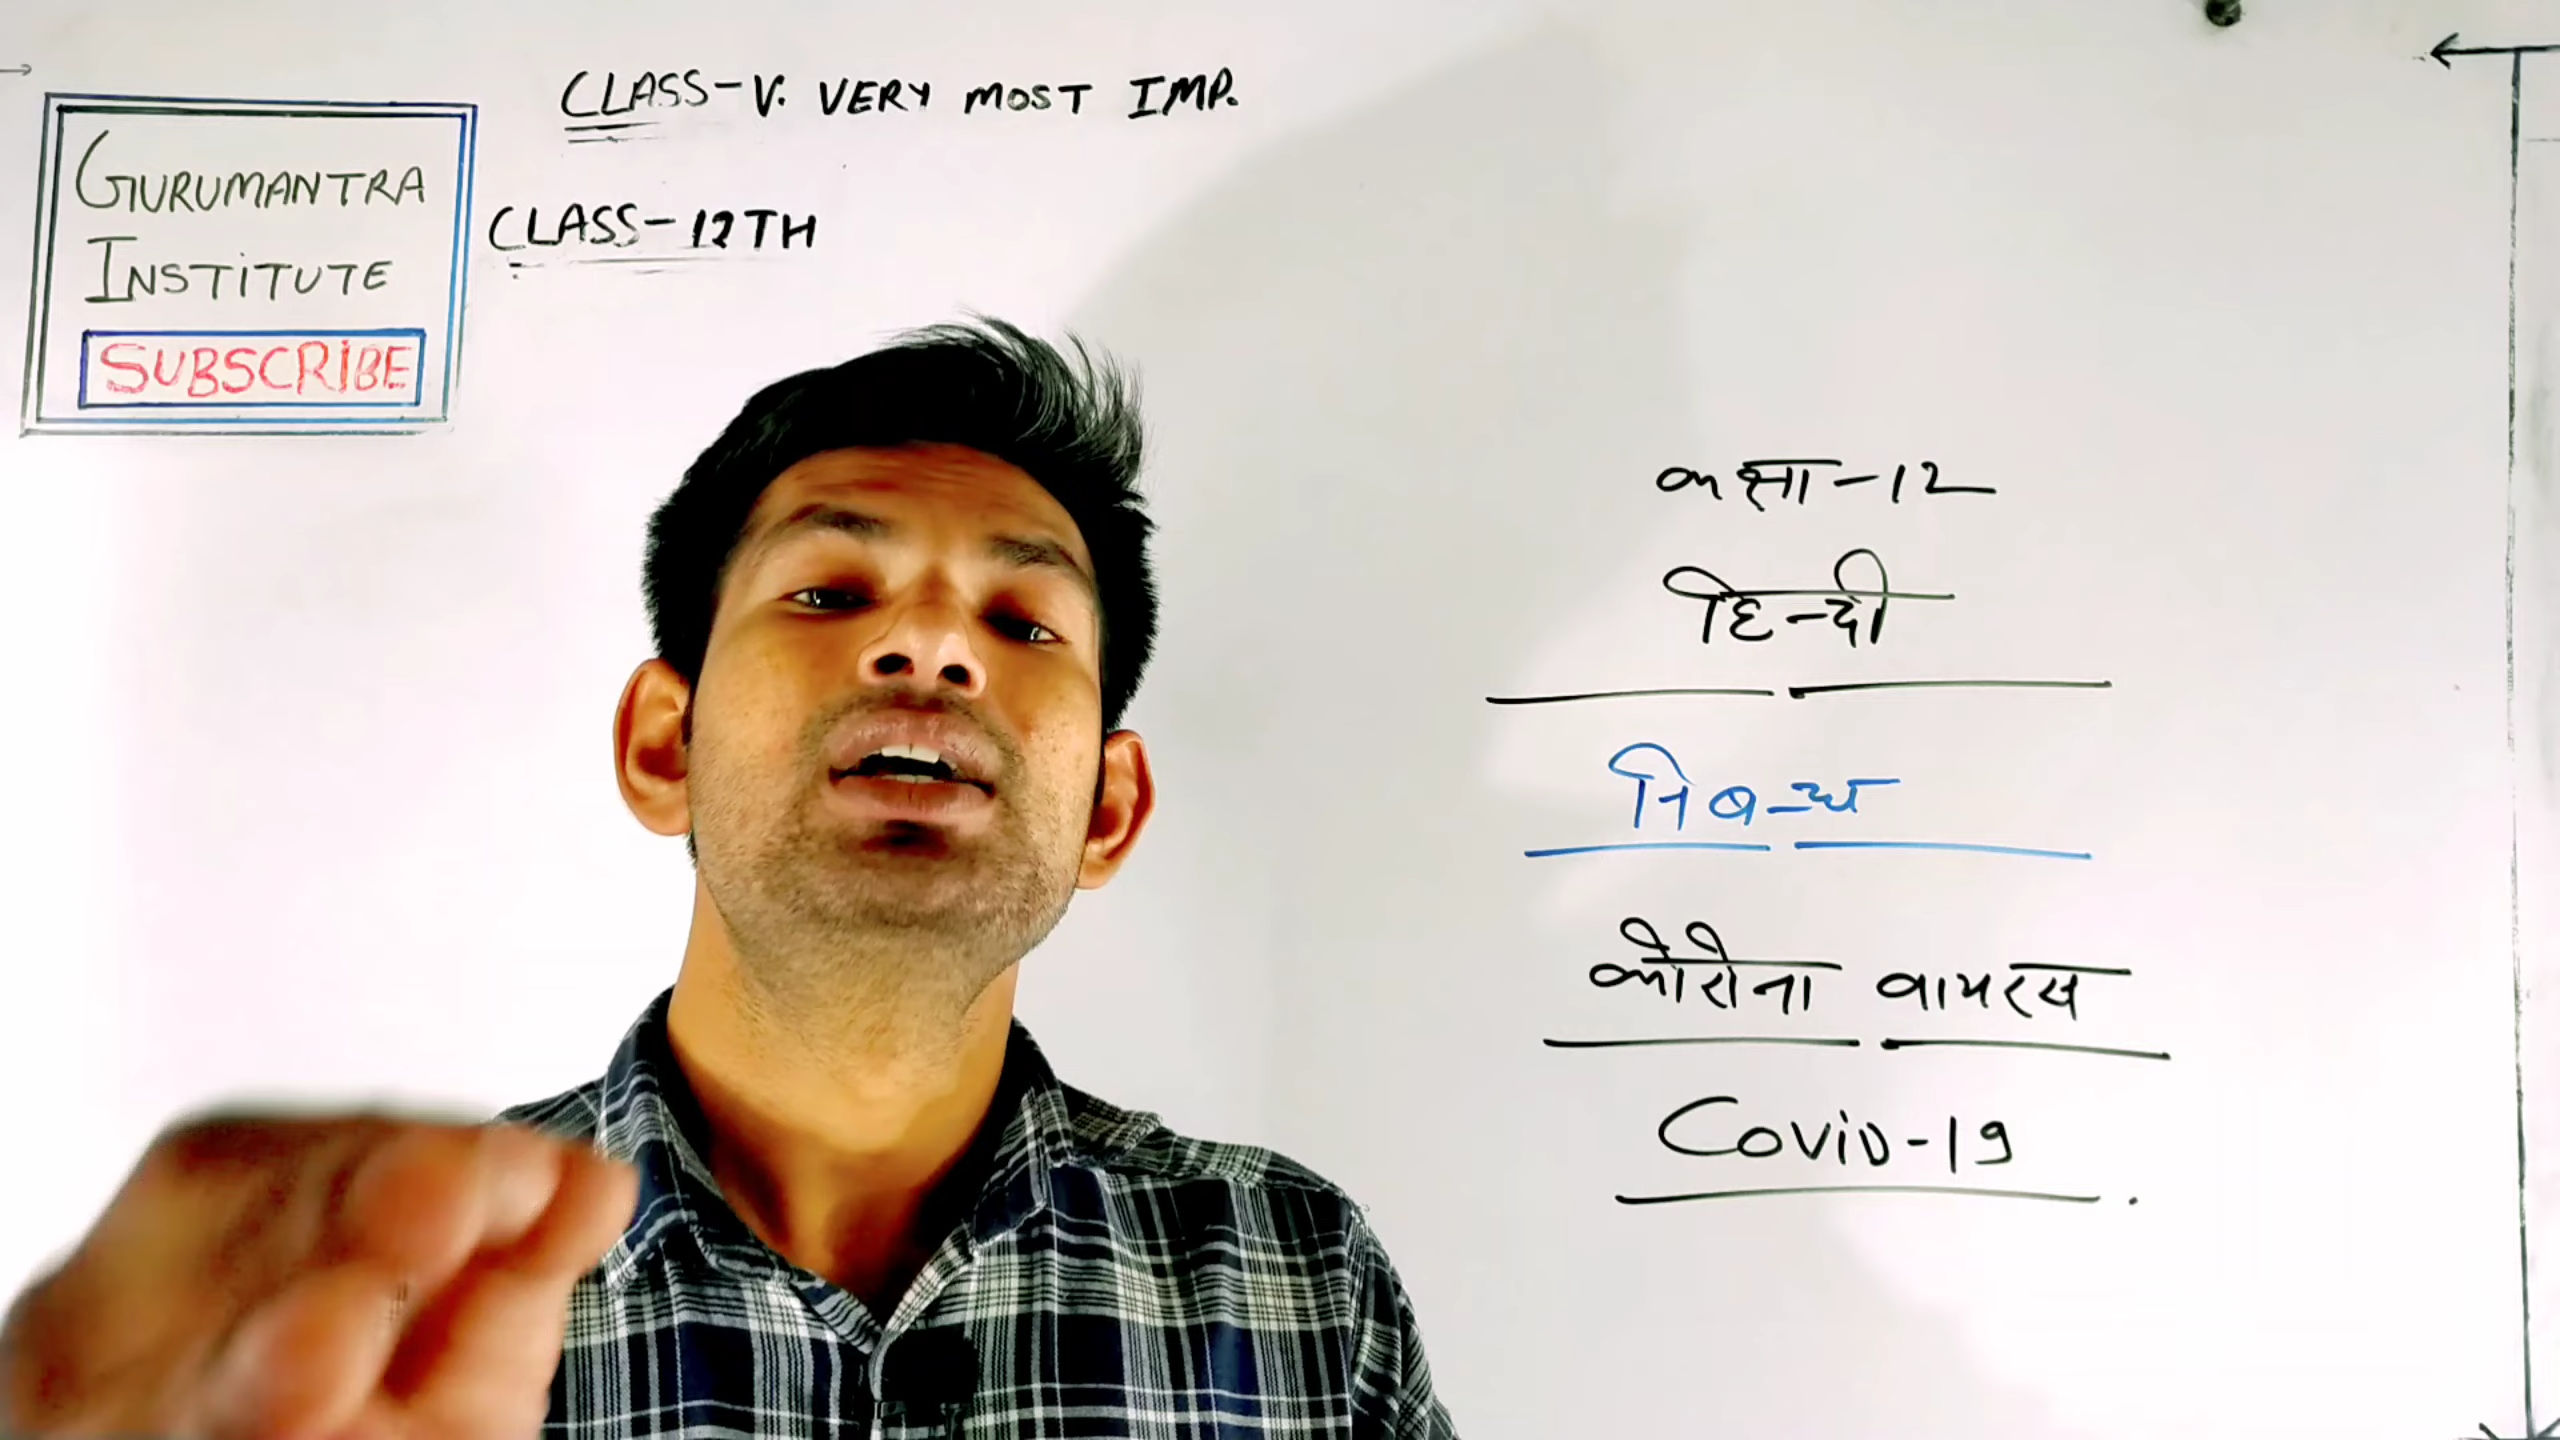 CLASS-V. VERY MOST IMP.
GURUMANTRA
INSTITUTE
SUBSCRIBE
CLASS-12TH
कक्षा-12
हिन्दी
निबन्ध
कोरोना वायरस
COViD-19